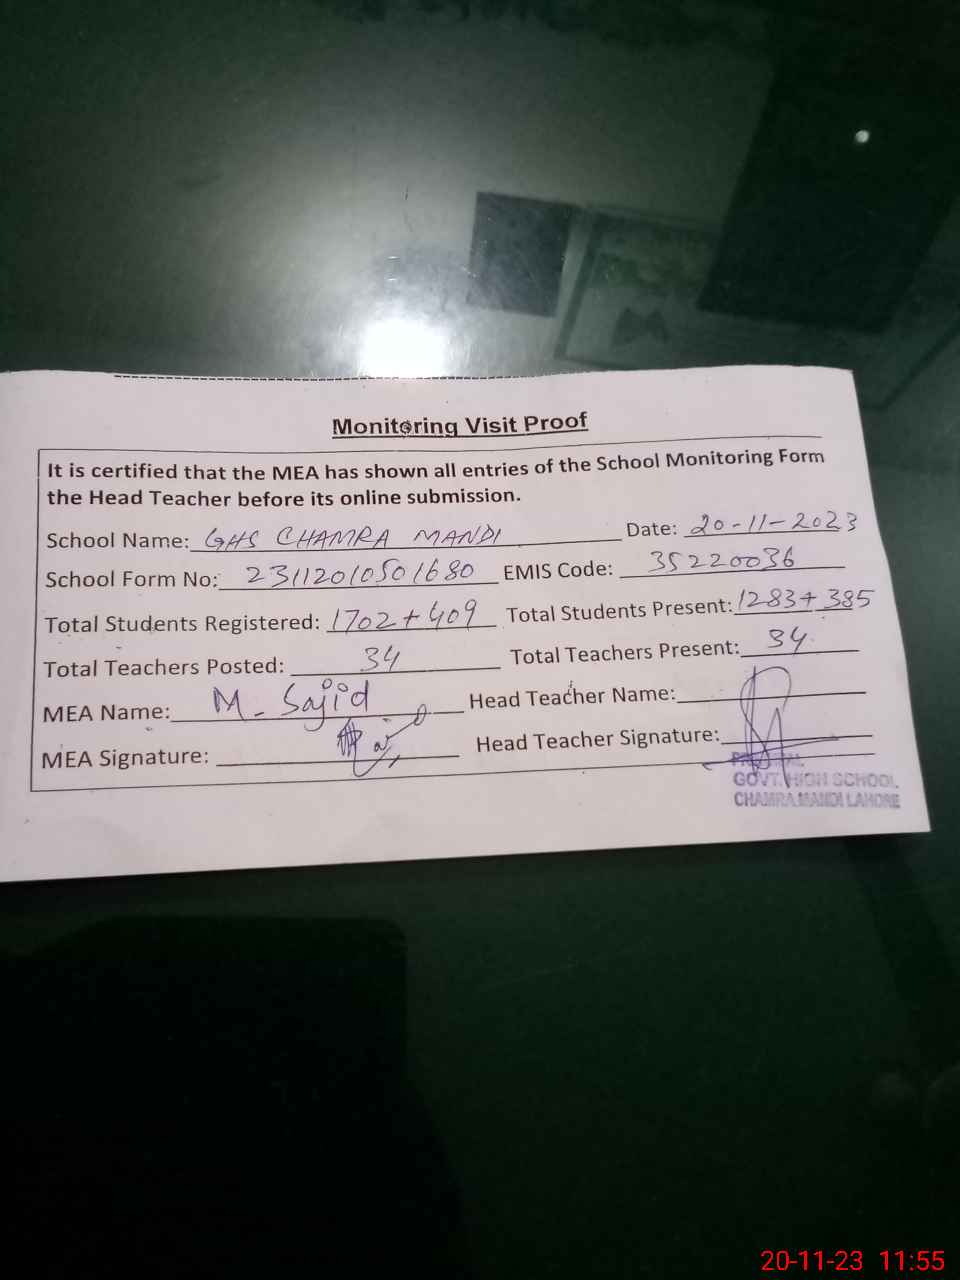 Monitoring Visit Proof
It is certified that the MEA has shown all entries of the School Monitoring Form
the Head Teacher before its online submission.
School Name: GHS CHAMRA MANDI Date: 20-11-2023
School Form No: 23112010501680 EMIS Code: 35220036
Total Students Registered: 1702+409 Total Students Present: 1283+385
Total Teachers Posted: 34 Total Teachers Present: 34
MEA Name: M. Sajid Head Teacher Name:
MEA Signature: Head Teacher Signature:
GOVT. HIGH SCHOOL
CHAMRA MANDI LAHORE
20-11-23 11:55